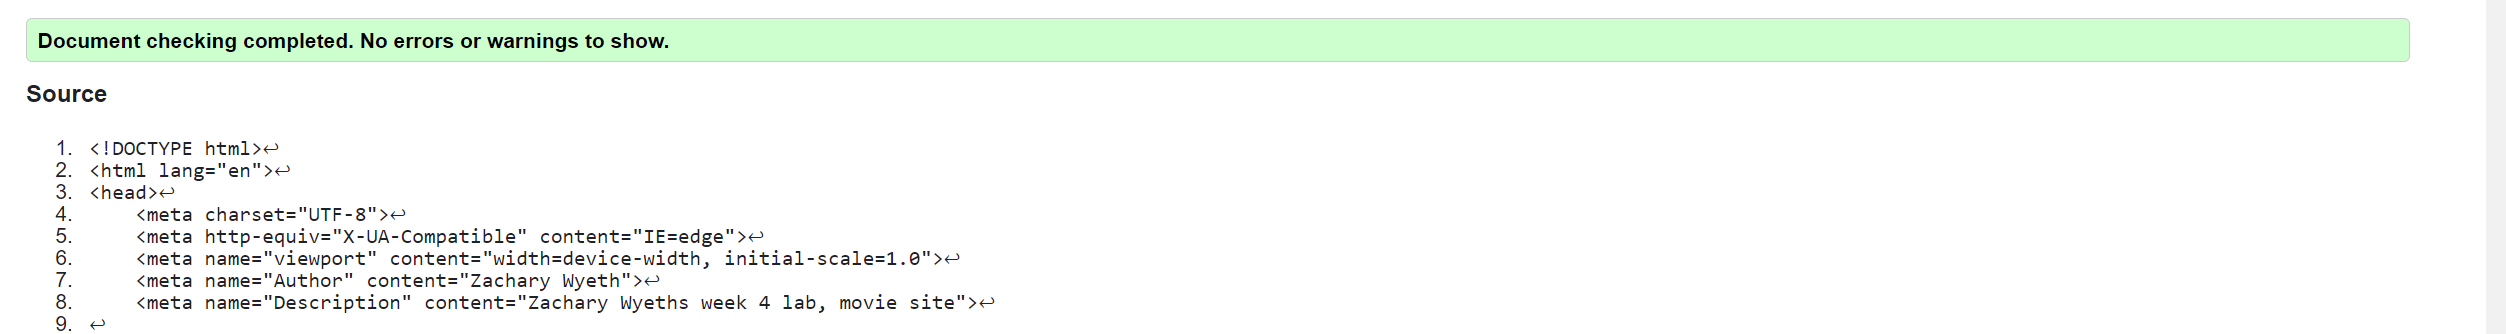 Document checking completed. No errors or warnings to show.
Source
1. <!DOCTYPE html>↩
2. <html lang="en">↩
3. <head>↩
4.     <meta charset="UTF-8">↩
5.     <meta http-equiv="X-UA-Compatible" content="IE=edge">↩
6.     <meta name="viewport" content="width=device-width, initial-scale=1.0">↩
7.     <meta name="Author" content="Zachary Wyeth">↩
8.     <meta name="Description" content="Zachary Wyeths week 4 lab, movie site">↩
9. ↩